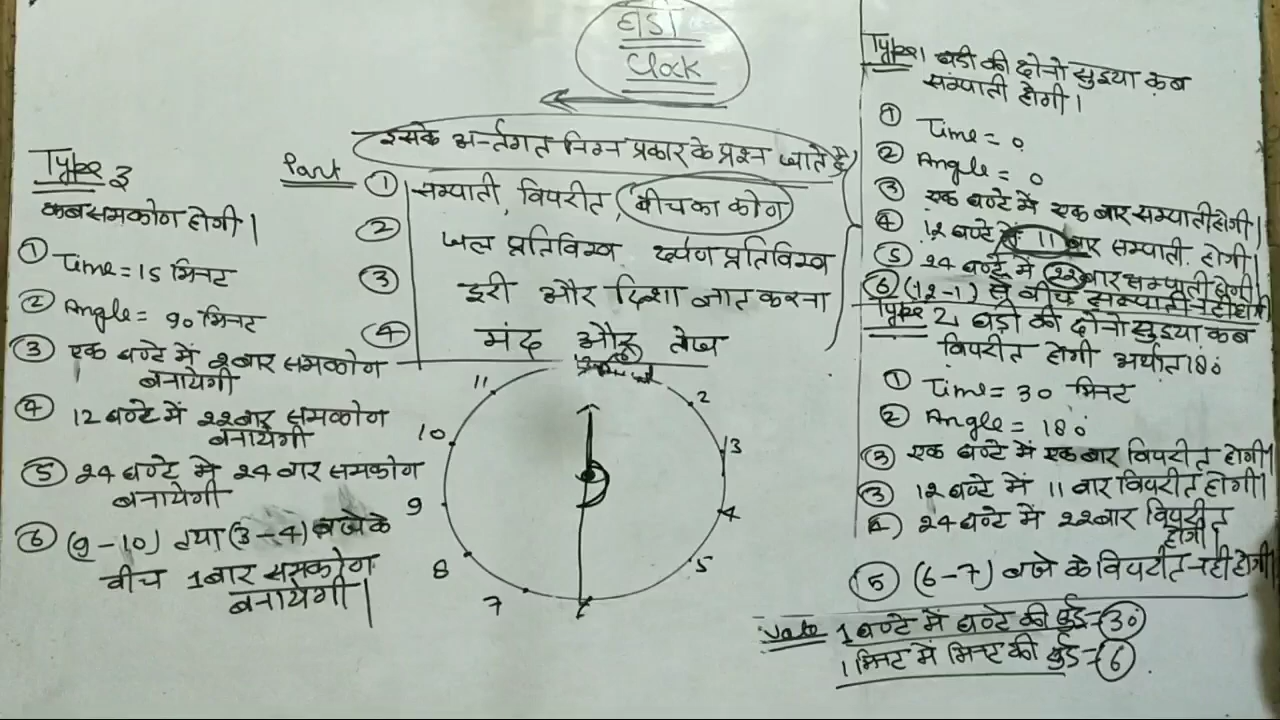 घडी
Clock
इसके अर्न्तगत निम्न प्रकार के प्रश्न आते है
Part ① सम्पाती, विपरीत, बीच का कोण
② जल प्रतिविम्ब दर्पण प्रतिविम्ब
③ दूरी और दिशा ज्ञात करना
④ मंद और तेज
Type 3
कब समकोण होगी।
① Time = 15 मिनट
② Angle = 90 मिनट
③ एक घण्टे में 2 बार समकोण
बनायेगी
④ 12 घण्टे में 22 बार समकोण
बनायेगी
⑤ 24 घण्टे में 24 बार समकोण
बनायेगी
⑥ (9-10) तथा (3-4) बजे के
बीच 1 बार समकोण
बनायेगी।
11
2
10
3
9
4
8
5
7
Type 1 घडी की दोनो सुइया कब
सम्पाती होगी।
① Time = 0
② Angle = 0
③ एक घण्टे में एक बार सम्पाती होगी।
④ 12 घण्टे में 11 बार सम्पाती. होगी।
⑤ 24 घण्टे में 22 बार सम्पाती होगी।
⑥ (12-1) के बीच सम्पाती नही होगी
Type 2 घड़ी की दोनो सुइया कब
विपरीत होगी अर्थात 180
① Time = 30 मिनट
② Angle = 180
③ एक घण्टे में एक बार विपरीत होगी।
③ 12 घण्टे में 11 बार विपरीत होगी।
④ 24 घण्टे में 22 बार विपरीत
होगी।
⑤ (6-7) बजे के विपरीत नही होगी।
Note 1 घण्टे में घण्टे की सुई = 30
1 मिनट में मिनट की सुई = 6